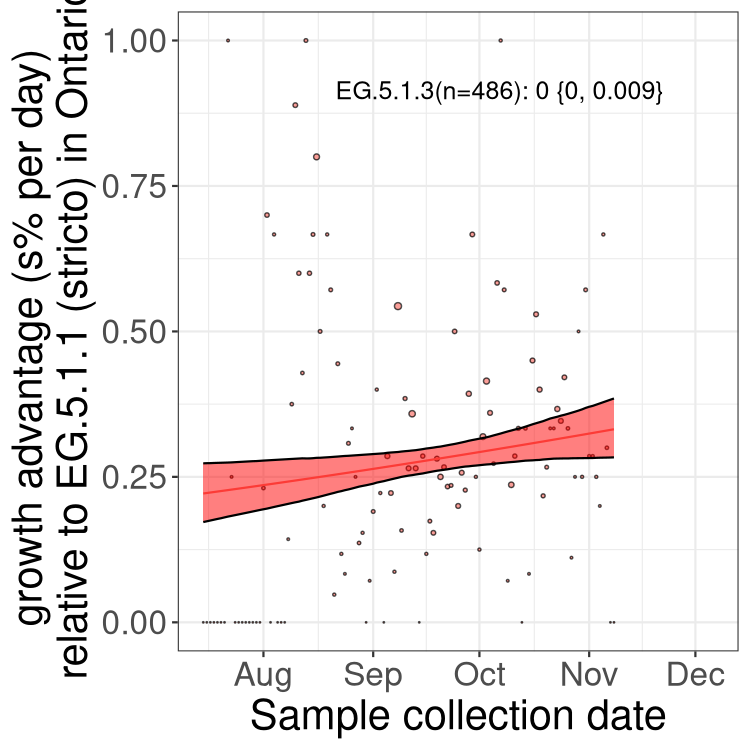 growth advantage (s% per day)
relative to EG.5.1.1 (stricto) in Ontario
1.00
0.75
0.50
0.25
0.00
EG.5.1.3(n=486): 0 {0, 0.009}
Aug Sep Oct Nov Dec
Sample collection date